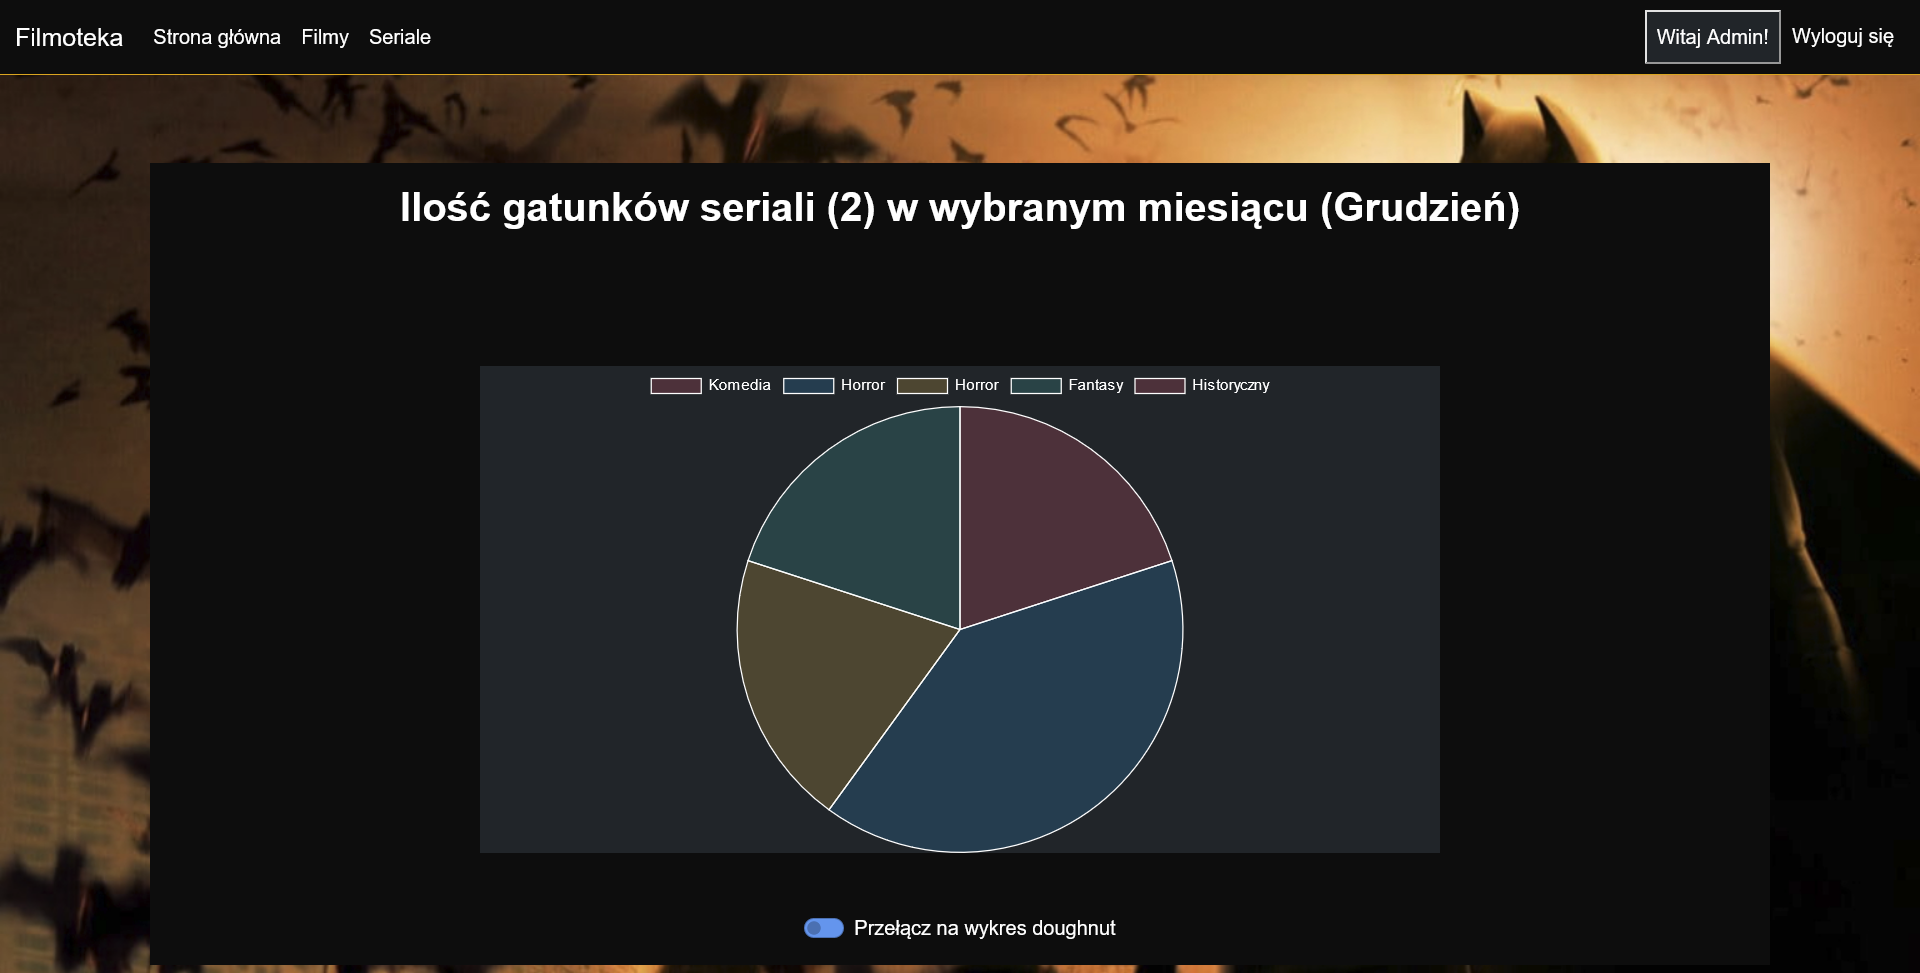 Filmoteka Strona główna Filmy Seriale Witaj Admin! Wyloguj się
Ilość gatunków seriali (2) w wybranym miesiącu (Grudzień)
Komedia Horror Horror Fantasy Historyczny
Przełącz na wykres doughnut